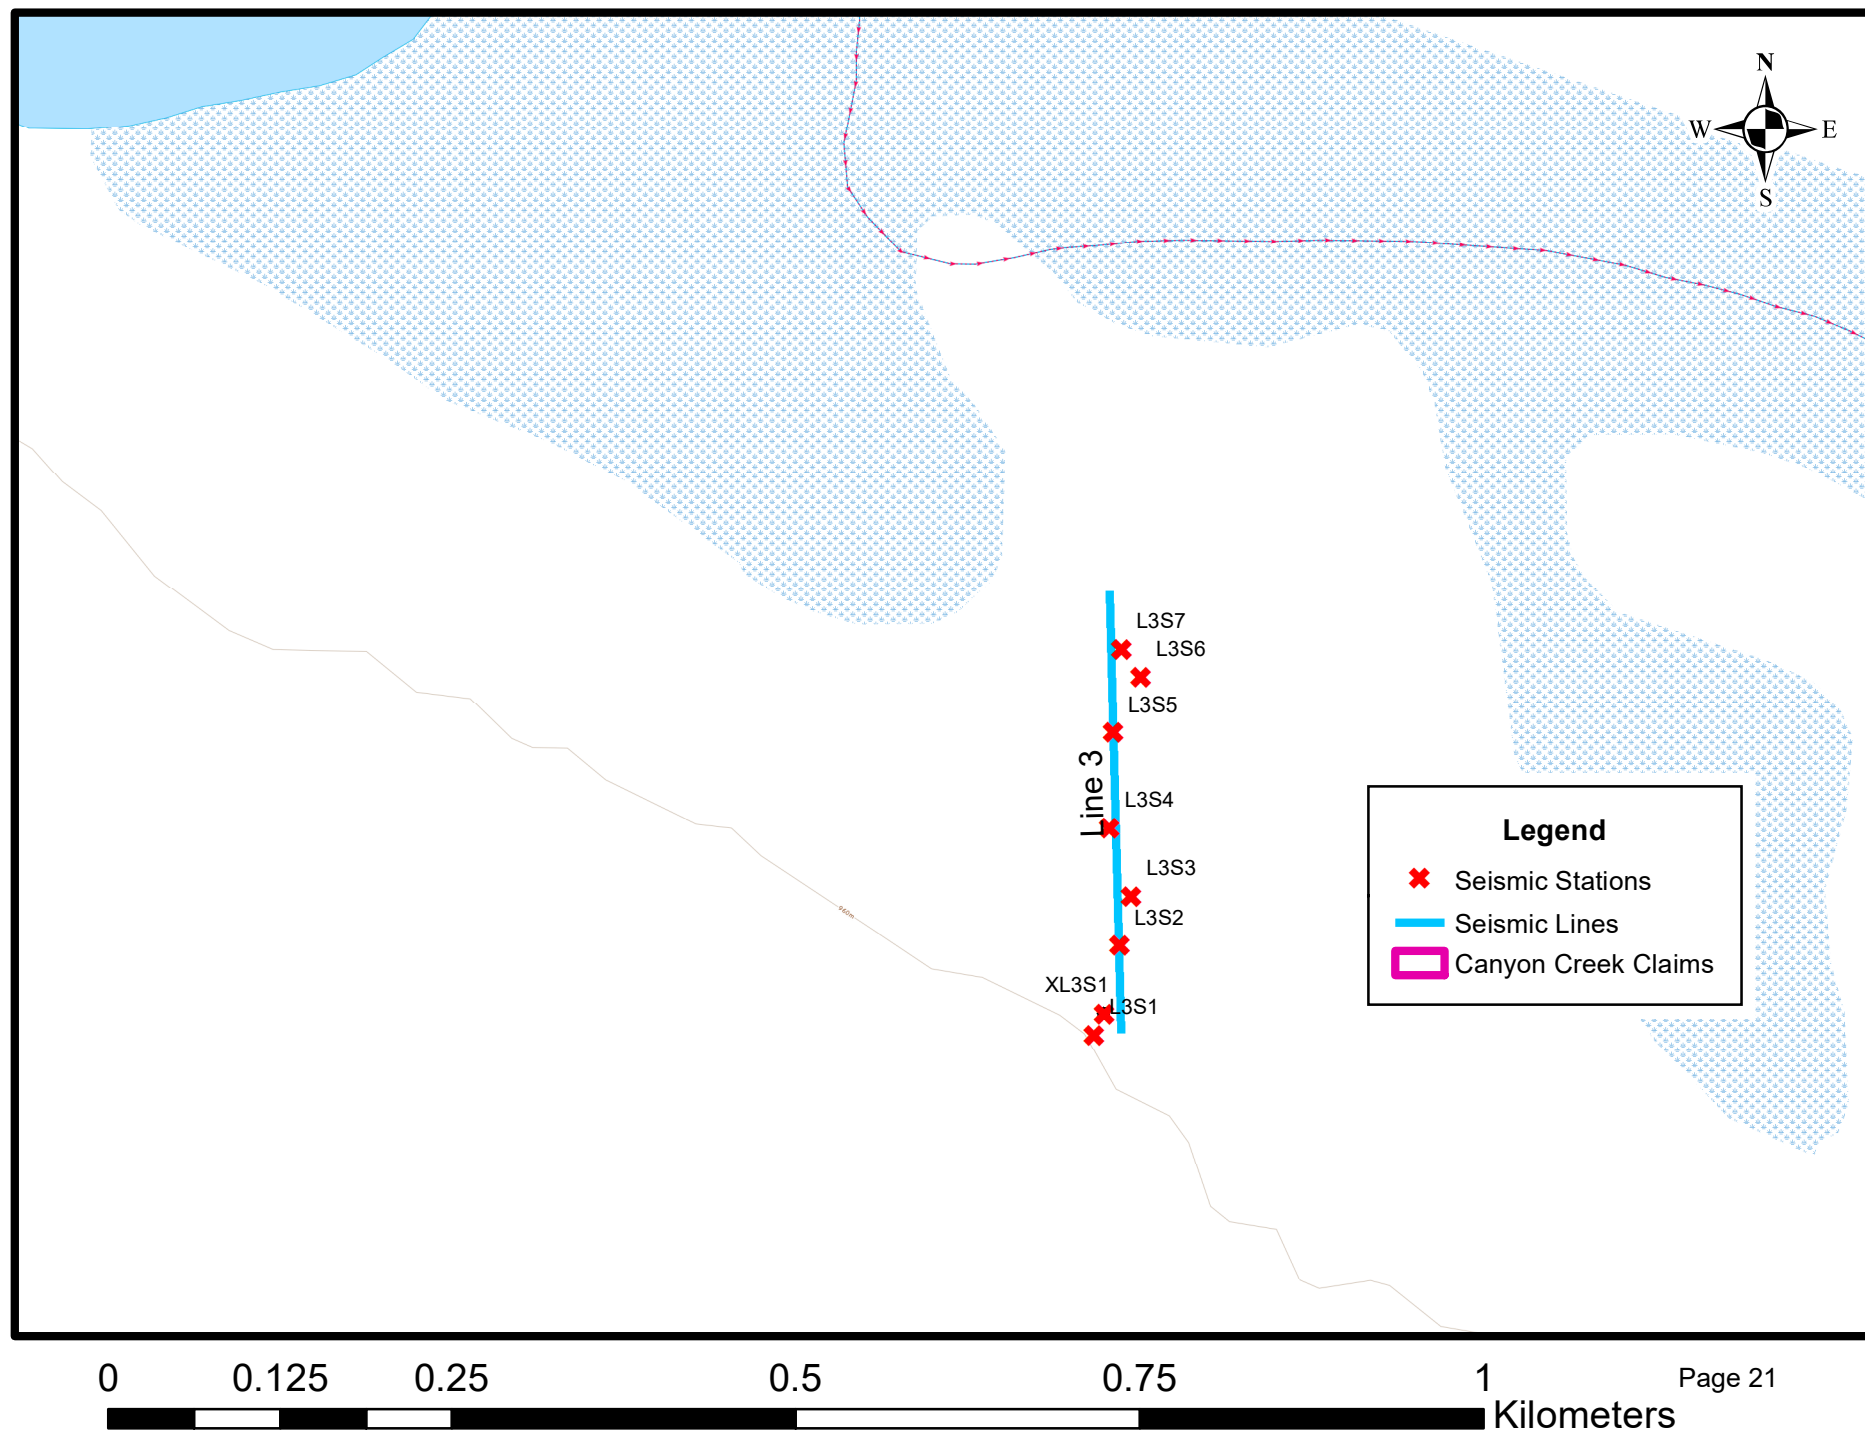 N
W E
S
L3S7
L3S6
L3S5
Line 3
L3S4
L3S3
L3S2
XL3S1
L3S1
960m
Legend
Seismic Stations
Seismic Lines
Canyon Creek Claims
0 0.125 0.25 0.5 0.75 1
Kilometers
Page 21